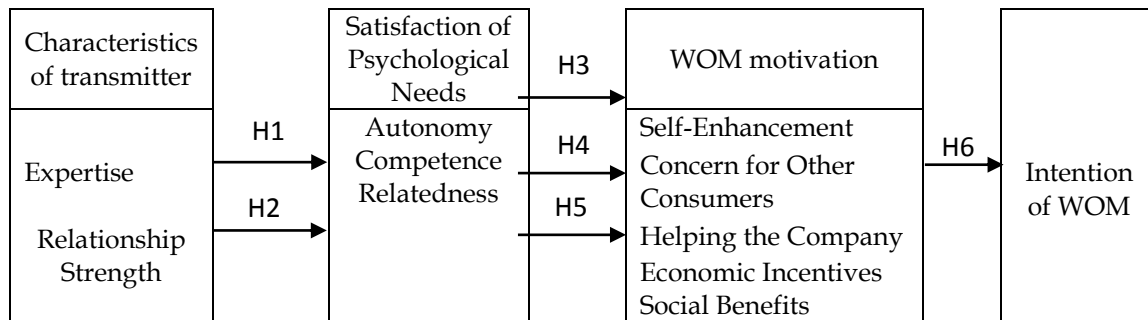 Characteristics
of transmitter
Expertise
Relationship
Strength
H1
H2
Satisfaction of
Psychological
Needs
Autonomy
Competence
Relatedness
H3
H4
H5
WOM motivation
Self-Enhancement
Concern for Other
Consumers
Helping the Company
Economic Incentives
Social Benefits
H6
Intention
of WOM